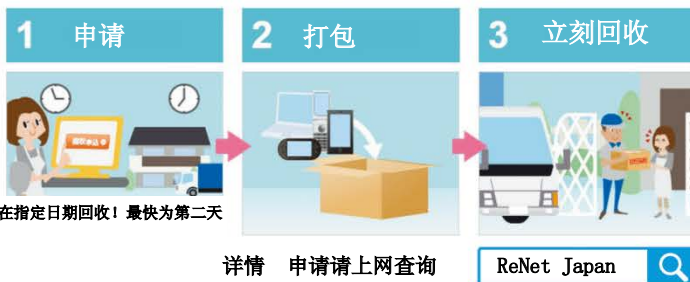 1 申请
2 打包
3 立刻回收
在指定日期回收！最快为第二天
详情 申请请上网查询
ReNet Japan